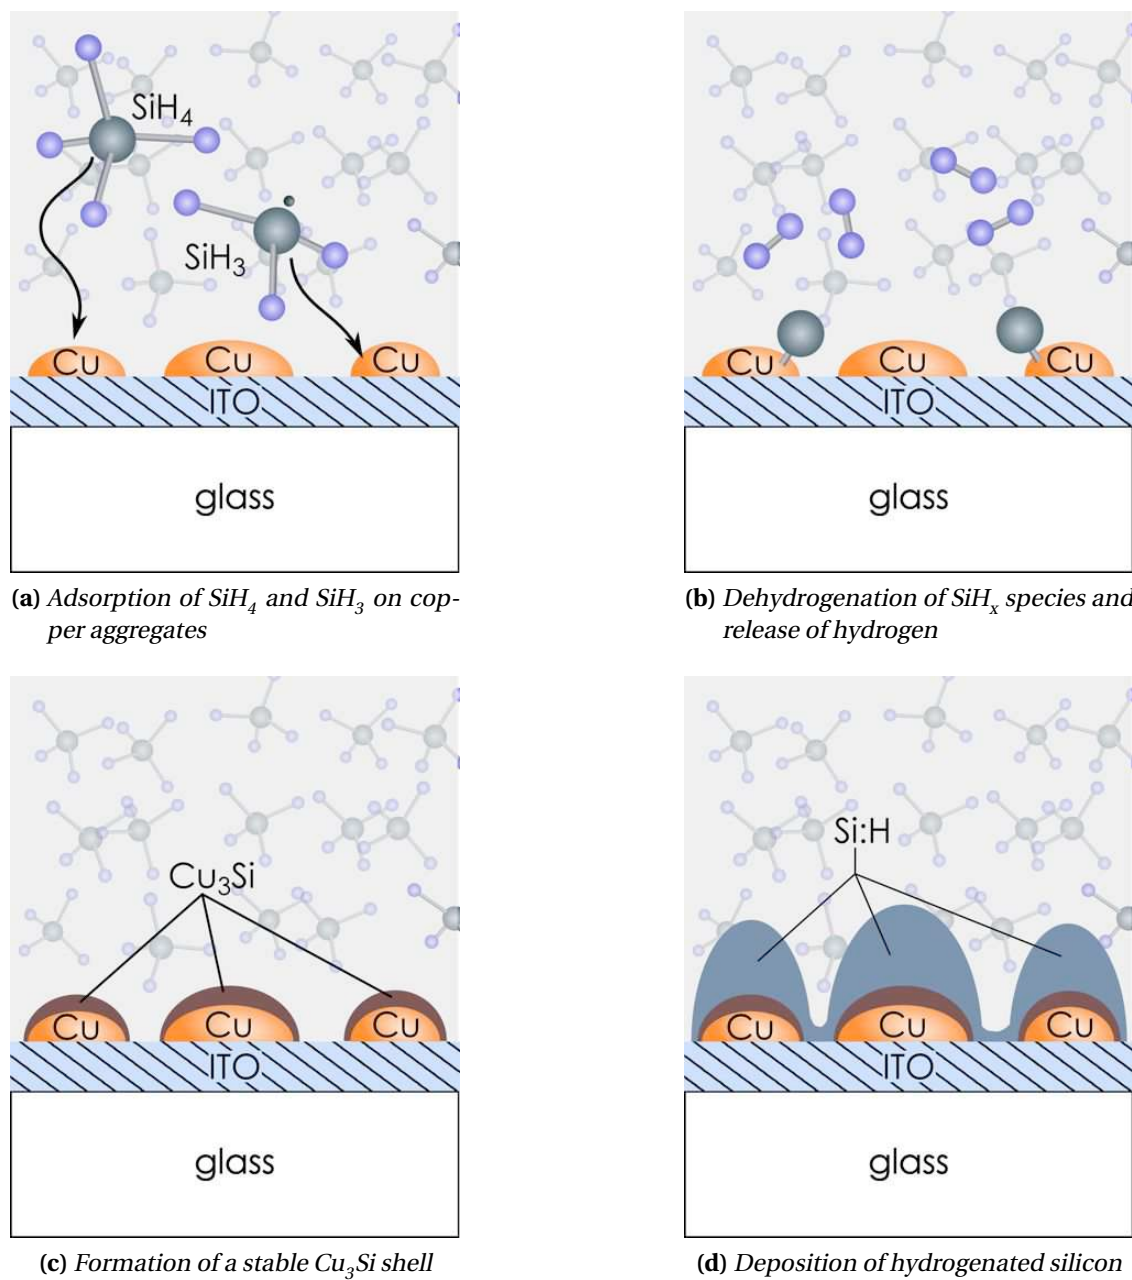 SiH₄
SiH₃
Cu Cu Cu
ITO
glass
(a) Adsorption of SiH₄ and SiH₃ on cop-
per aggregates
Cu Cu Cu
ITO
glass
(b) Dehydrogenation of SiHₓ species and
release of hydrogen
Cu₃Si
Cu Cu Cu
ITO
glass
(c) Formation of a stable Cu₃Si shell
Si:H
Cu Cu Cu
ITO
glass
(d) Deposition of hydrogenated silicon